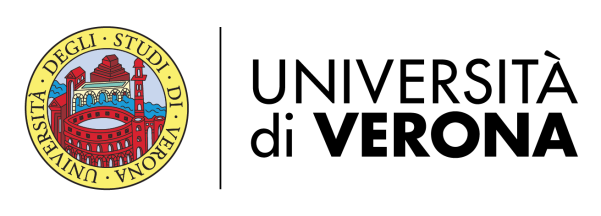 UNIVERSITÀ · DEGLI · STUDI · DI · VERONA ·
UNIVERSITÀ
di VERONA